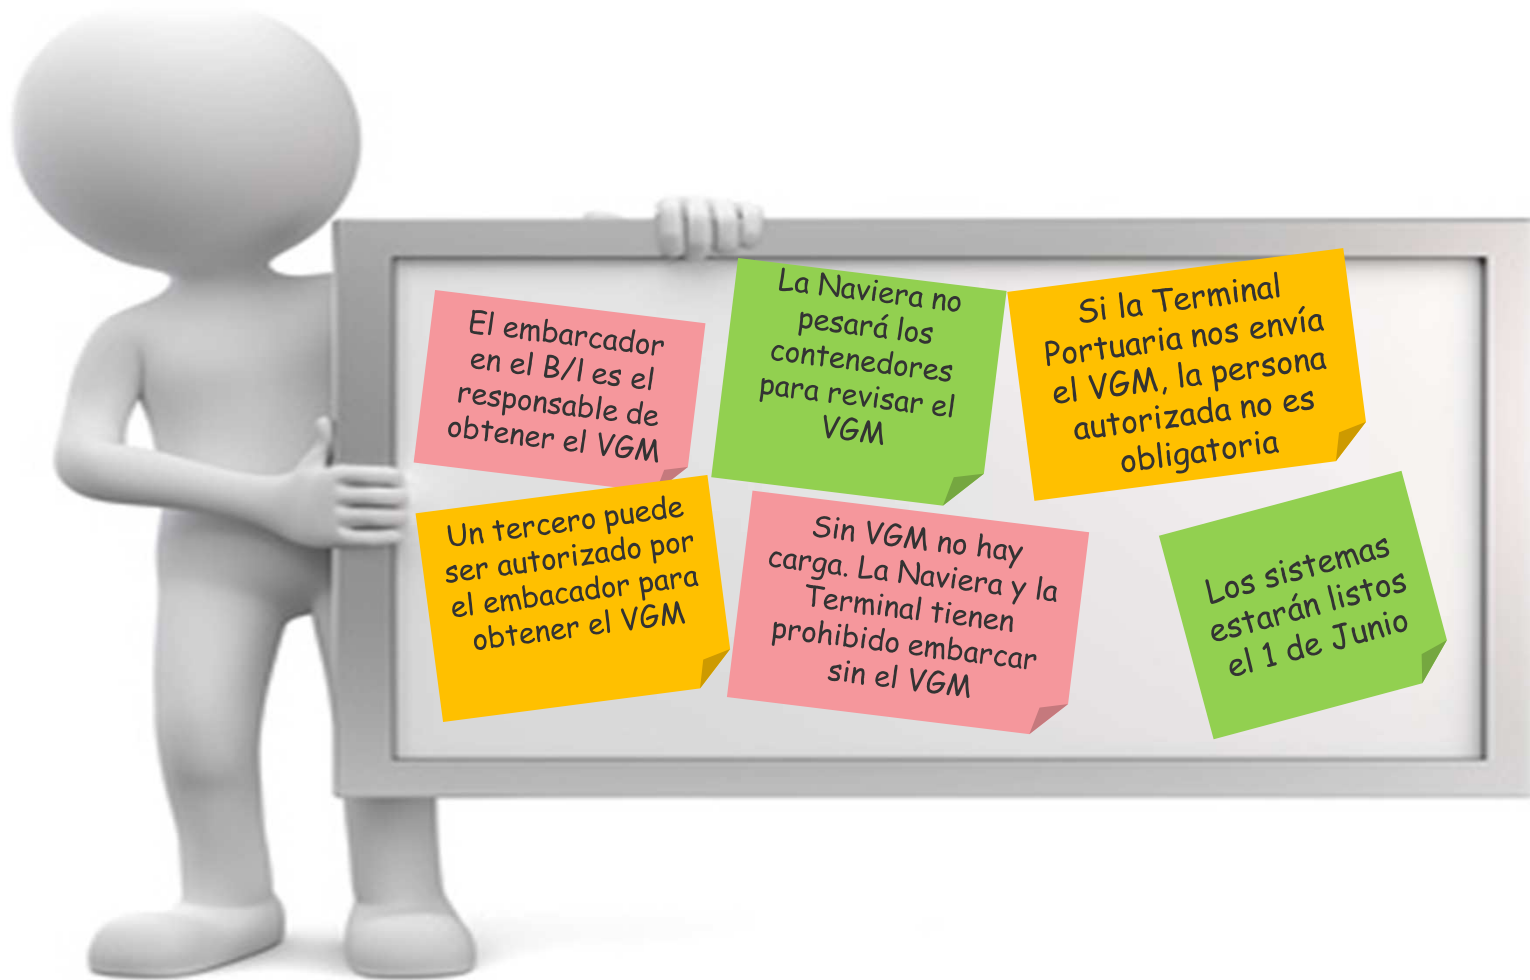 El embarcador
en el B/l es el
responsable de
obtener el VGM
La Naviera no
pesará los
contenedores
para revisar el
VGM
Si la Terminal
Portuaria nos envía
el VGM, la persona
autorizada no es
obligatoria
Un tercero puede
ser autorizado por
el embacador para
obtener el VGM
Sin VGM no hay
carga. La Naviera y la
Terminal tienen
prohibido embarcar
sin el VGM
Los sistemas
estarán listos
el 1 de Junio